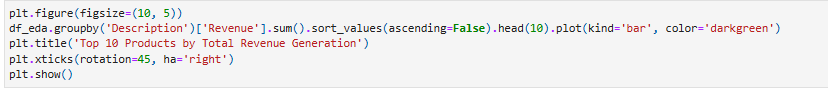 plt.figure(figsize=(10, 5))
df_eda.groupby('Description')['Revenue'].sum().sort_values(ascending=False).head(10).plot(kind='bar', color='darkgreen')
plt.title('Top 10 Products by Total Revenue Generation')
plt.xticks(rotation=45, ha='right')
plt.show()